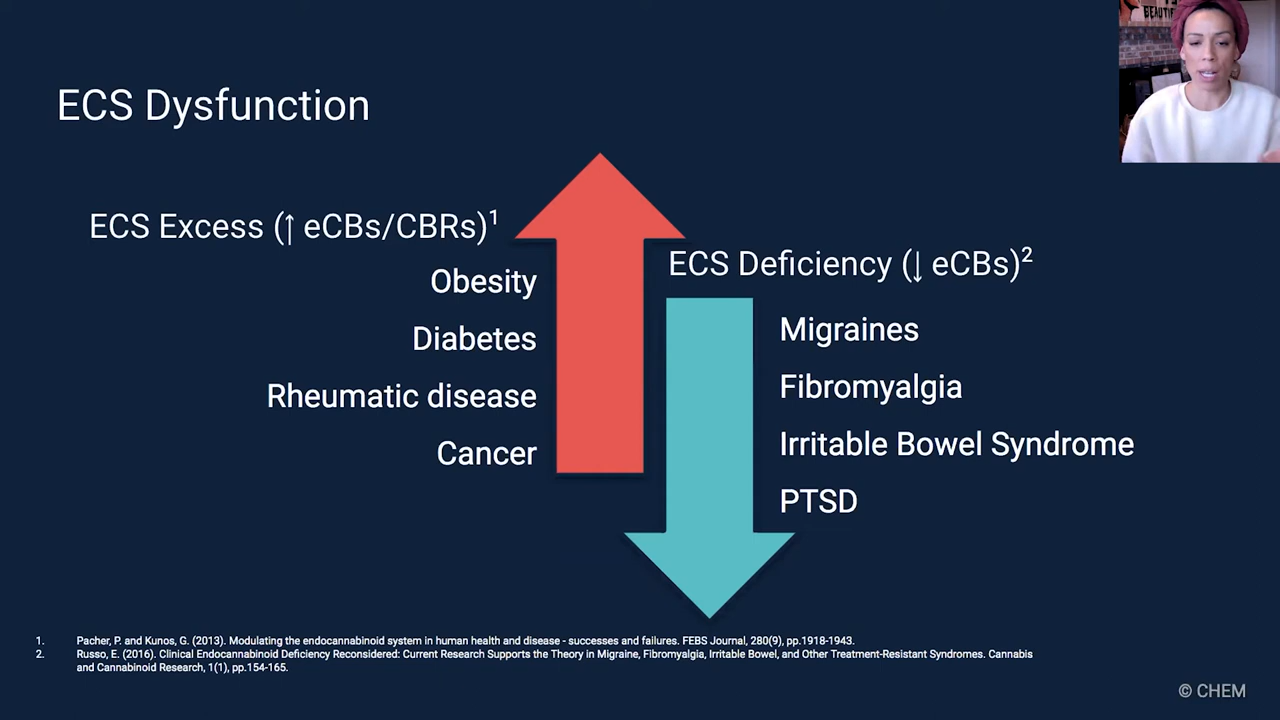 ECS Dysfunction
ECS Excess (↑ eCBs/CBRs)¹
Obesity
Diabetes
Rheumatic disease
Cancer
ECS Deficiency (↓ eCBs)²
Migraines
Fibromyalgia
Irritable Bowel Syndrome
PTSD
1. Pacher, P. and Kunos, G. (2013). Modulating the endocannabinoid system in human health and disease - successes and failures. FEBS Journal, 280(9), pp.1918-1943.
2. Russo, E. (2016). Clinical Endocannabinoid Deficiency Reconsidered: Current Research Supports the Theory in Migraine, Fibromyalgia, Irritable Bowel, and Other Treatment-Resistant Syndromes. Cannabis
and Cannabinoid Research, 1(1), pp.154-165.
© CHEM